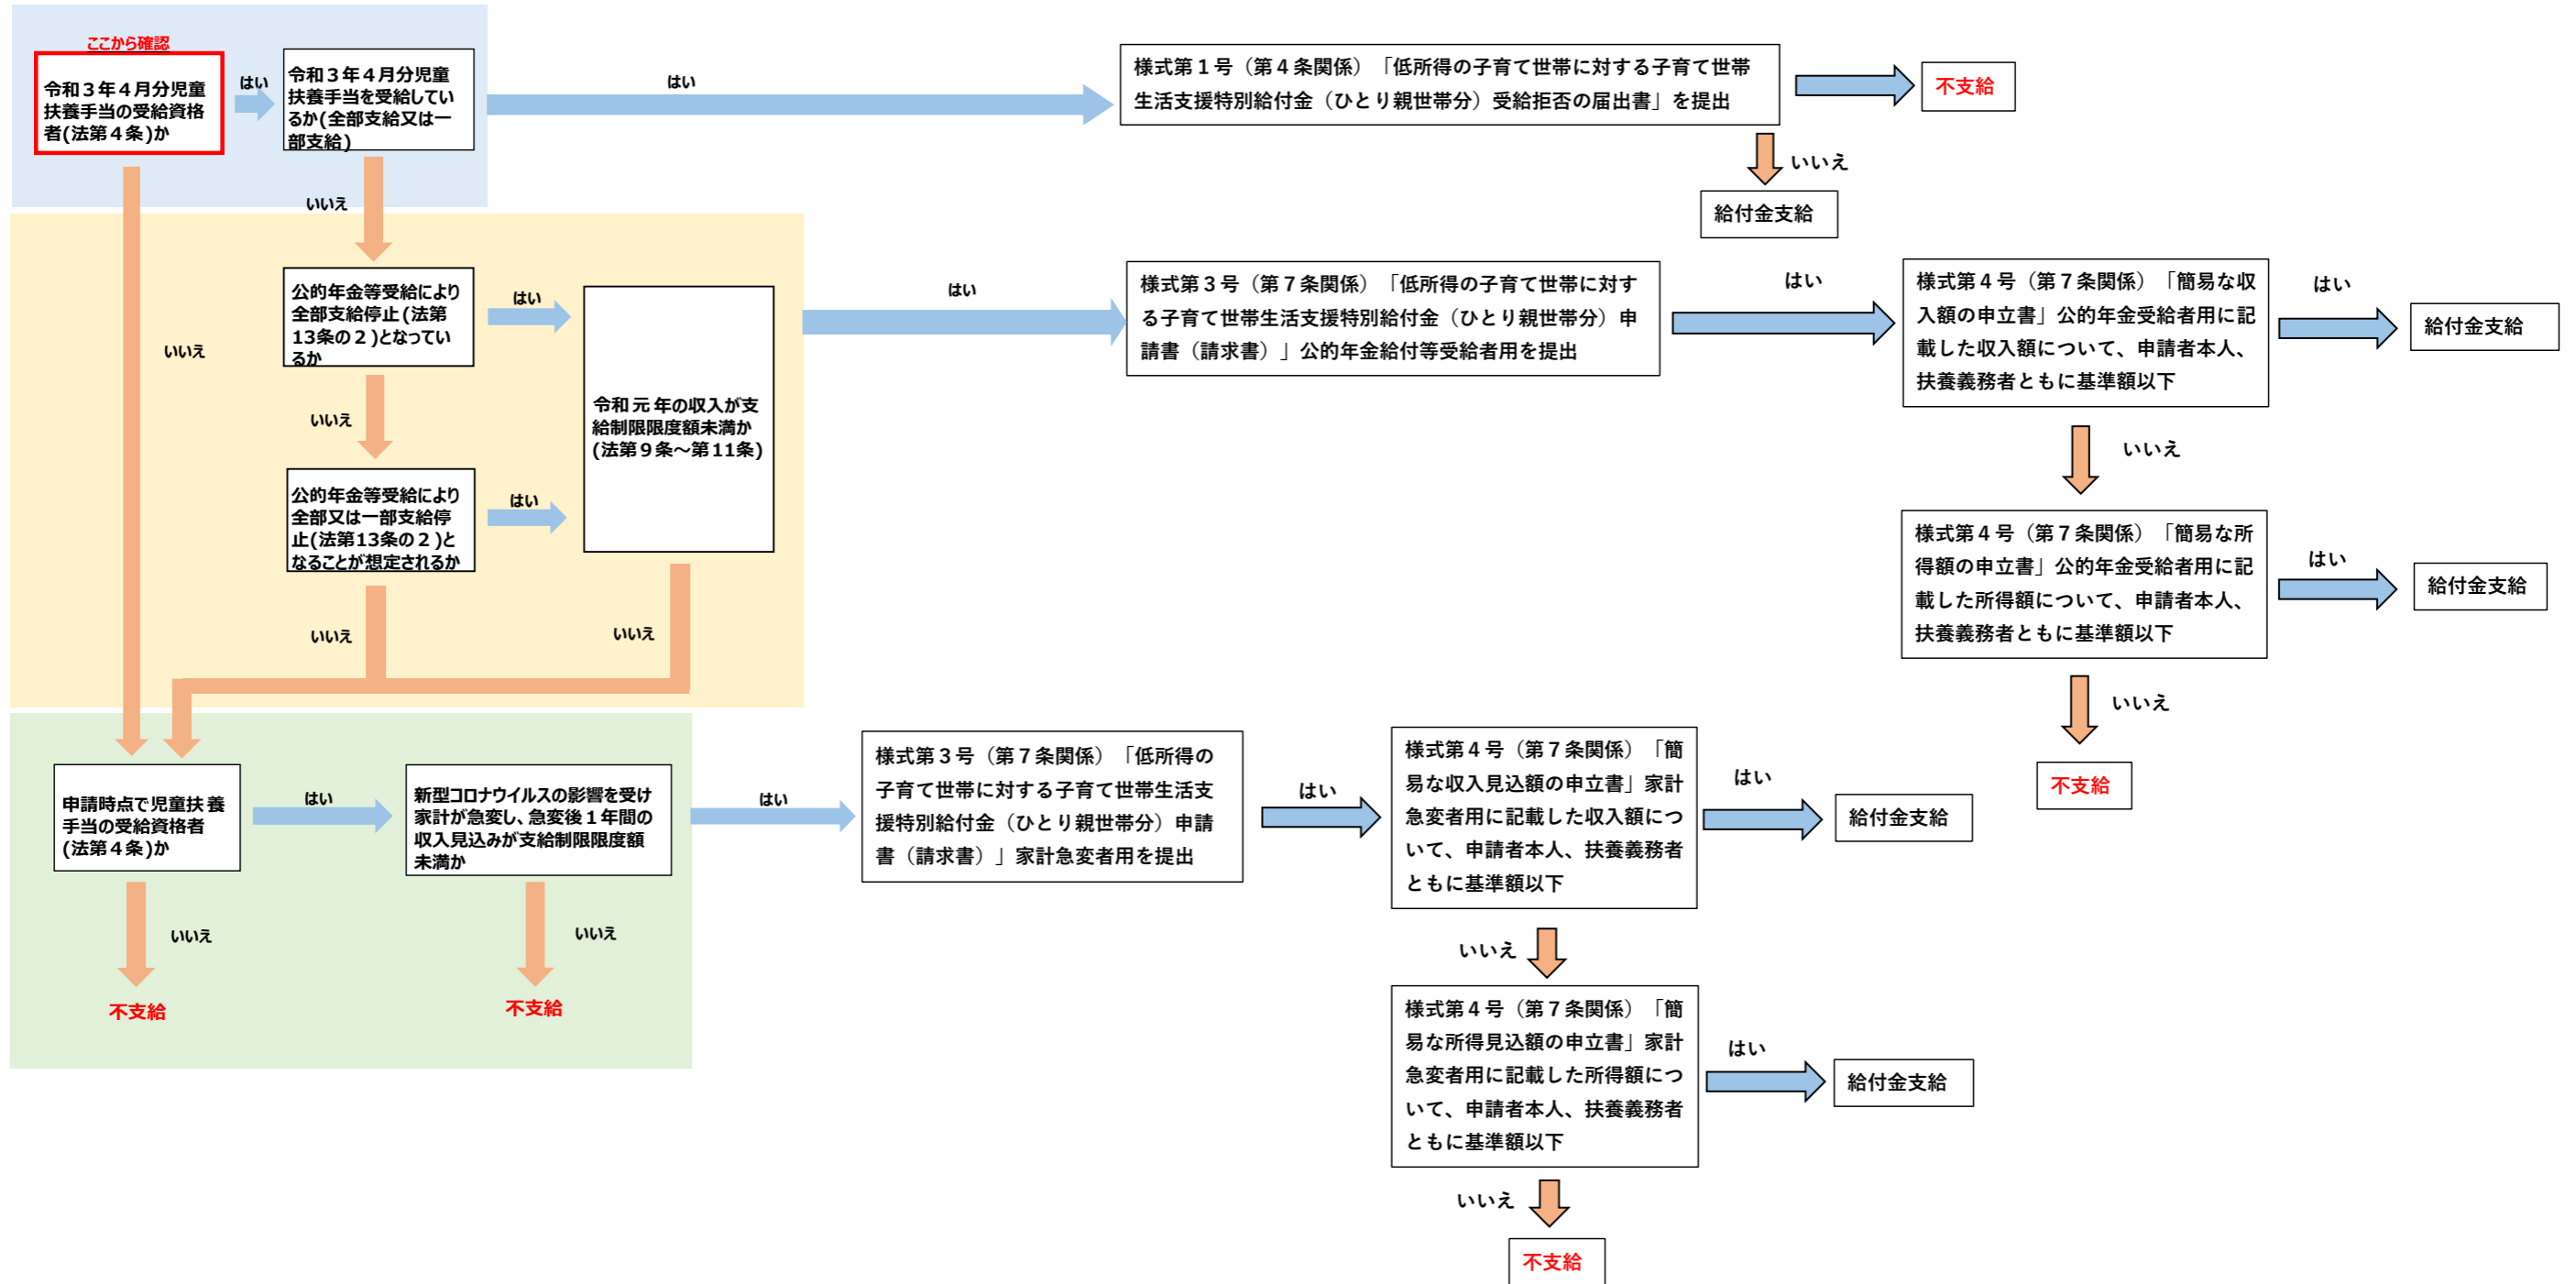 ここから確認
令和３年４月分児童
扶養手当の受給資格
者(法第４条)か
はい
令和３年４月分児童
扶養手当を受給してい
るか(全部支給又は一
部支給)
はい
様式第１号（第４条関係）「低所得の子育て世帯に対する子育て世帯
生活支援特別給付金（ひとり親世帯分）受給拒否の届出書」を提出
不支給
いいえ
給付金支給
いいえ
いいえ
公的年金等受給により
全部支給停止(法第
13条の２)となってい
るか
はい
令和元年の収入が支
給制限限度額未満か
(法第９条～第11条)
はい
様式第３号（第７条関係）「低所得の子育て世帯に対す
る子育て世帯生活支援特別給付金（ひとり親世帯分）申
請書（請求書）」公的年金給付等受給者用を提出
はい
様式第４号（第７条関係）「簡易な収
入額の申立書」公的年金受給者用に記
載した収入額について、申請者本人、
扶養義務者ともに基準額以下
はい
給付金支給
いいえ
いいえ
公的年金等受給により
全部又は一部支給停
止(法第13条の２)と
なることが想定されるか
はい
様式第４号（第７条関係）「簡易な所
得額の申立書」公的年金受給者用に記
載した所得額について、申請者本人、
扶養義務者ともに基準額以下
はい
給付金支給
いいえ
いいえ
いいえ
不支給
申請時点で児童扶養
手当の受給資格者
(法第４条)か
はい
新型コロナウイルスの影響を受け
家計が急変し、急変後１年間の
収入見込みが支給制限限度額
未満か
はい
様式第３号（第７条関係）「低所得の
子育て世帯に対する子育て世帯生活支
援特別給付金（ひとり親世帯分）申請
書（請求書）」家計急変者用を提出
はい
様式第４号（第７条関係）「簡
易な収入見込額の申立書」家計
急変者用に記載した収入額につ
いて、申請者本人、扶養義務者
ともに基準額以下
はい
給付金支給
いいえ
いいえ
不支給
不支給
いいえ
様式第４号（第７条関係）「簡
易な所得見込額の申立書」家計
急変者用に記載した所得額につ
いて、申請者本人、扶養義務者
ともに基準額以下
はい
給付金支給
いいえ
不支給